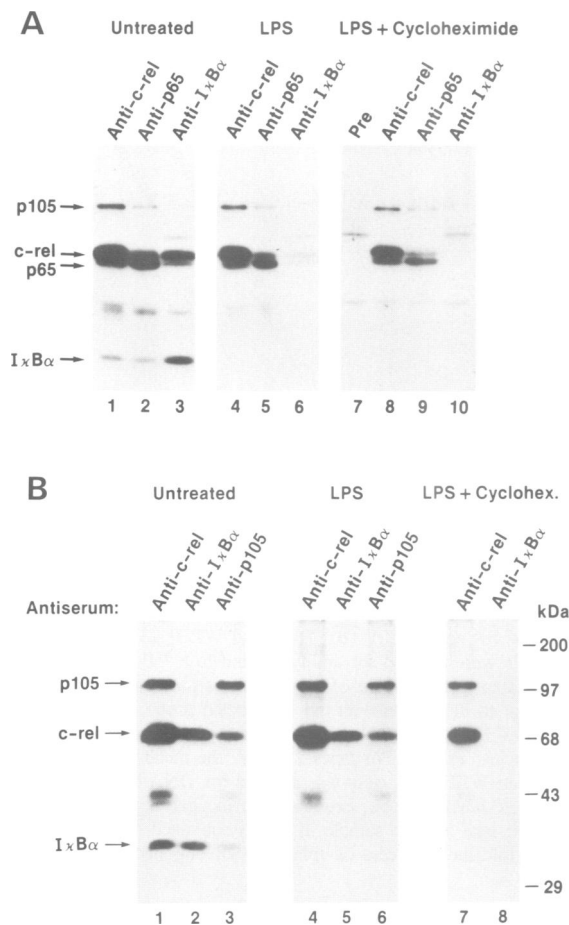 A
Untreated LPS LPS + Cycloheximide
Anti-c-rel Anti-p65 Anti-IϰBα Anti-c-rel Anti-p65 Anti-IϰBα Pre Anti-c-rel Anti-p65 Anti-IϰBα
p105
c-rel
p65
IϰBα
1 2 3 4 5 6 7 8 9 10
B
Untreated LPS LPS + Cyclohex.
Antiserum: Anti-c-rel Anti-IϰBα Anti-p105 Anti-c-rel Anti-IϰBα Anti-p105 Anti-c-rel Anti-IϰBα kDa
200
p105 97
c-rel 68
43
IϰBα
29
1 2 3 4 5 6 7 8